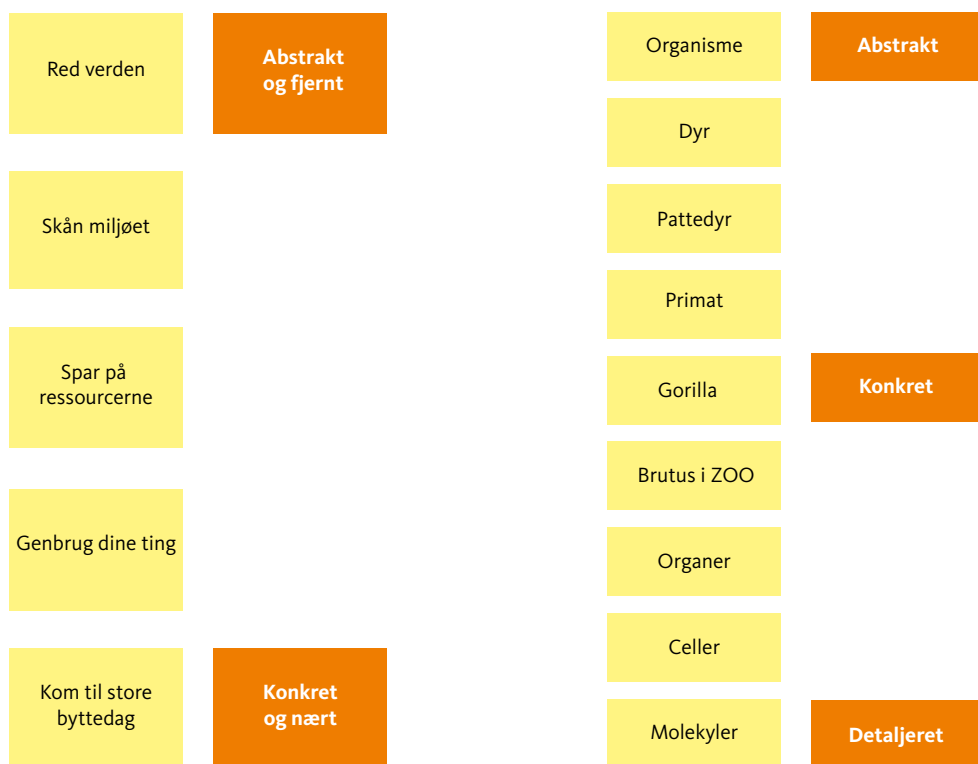 Red verden
Abstrakt
og fjernt
Skån miljøet
Spar på
ressourcerne
Genbrug dine ting
Kom til store
byttedag
Konkret
og nært
Organisme
Abstrakt
Dyr
Pattedyr
Primat
Gorilla
Konkret
Brutus i ZOO
Organer
Celler
Molekyler
Detaljeret